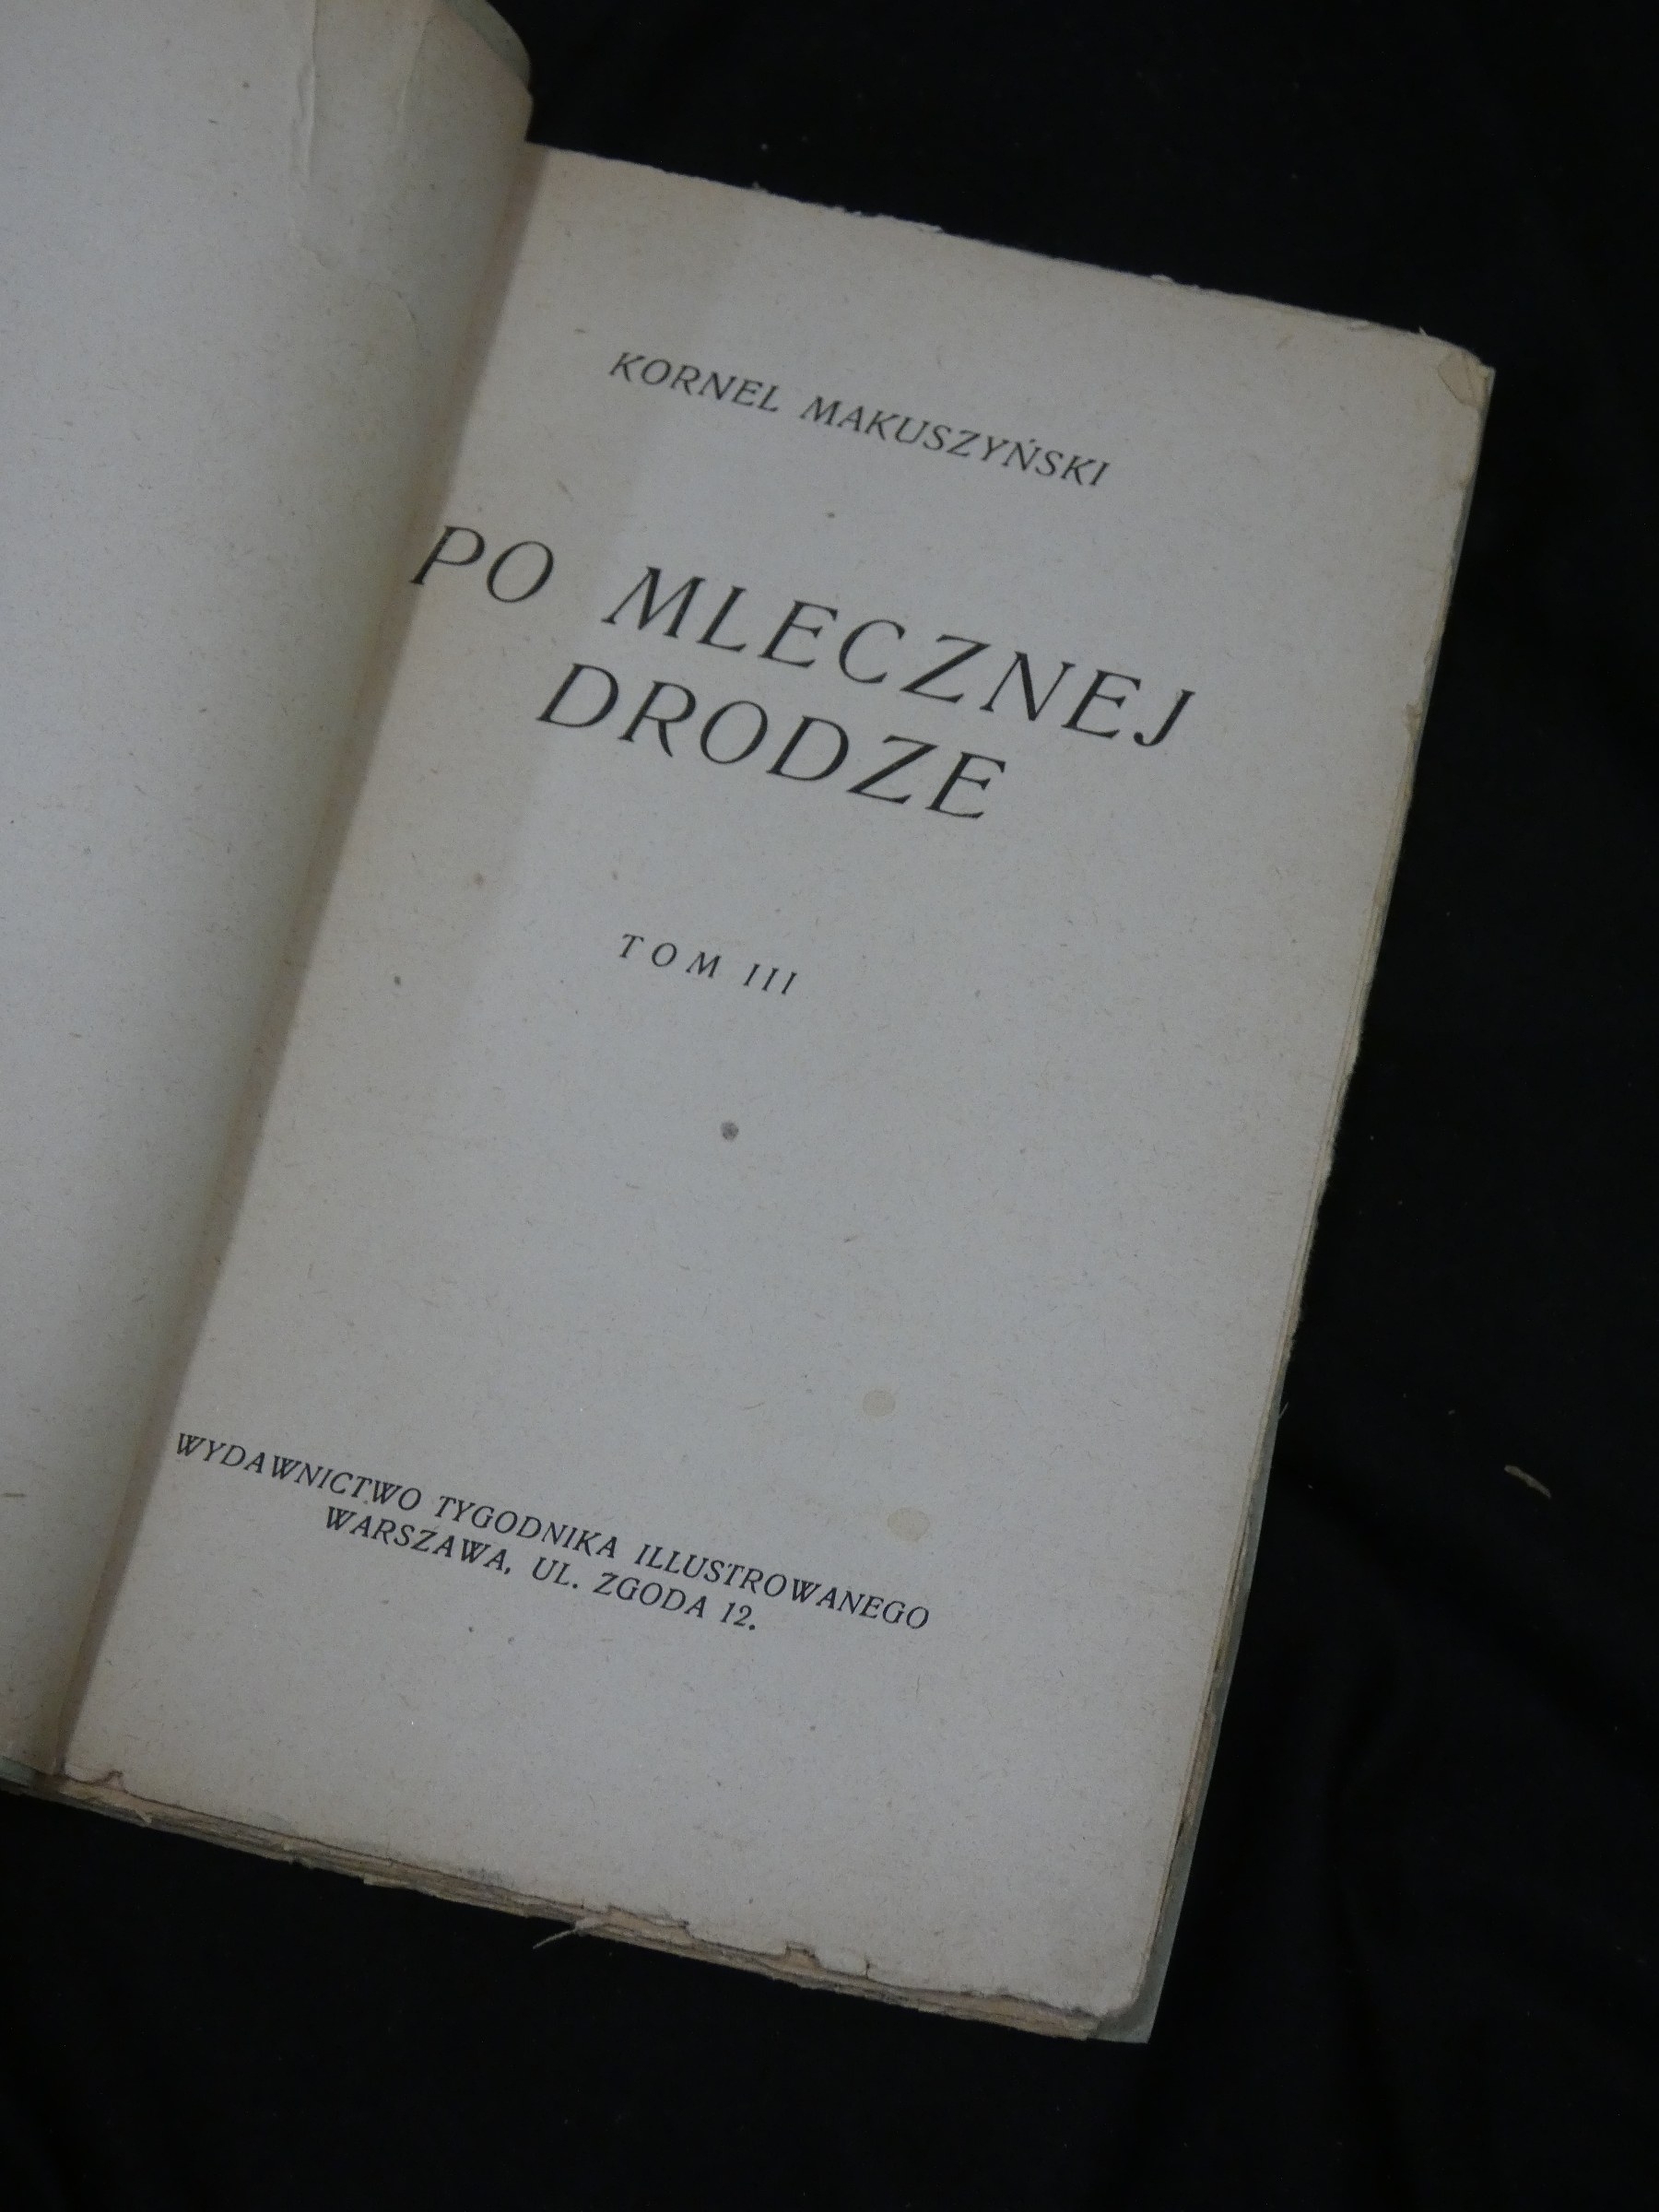 KORNEL MAKUSZYŃSKI
PO MLECZNEJ
DRODZE
TOM III
WYDAWNICTWO TYGODNIKA ILLUSTROWANEGO
WARSZAWA, UL. ZGODA 12.